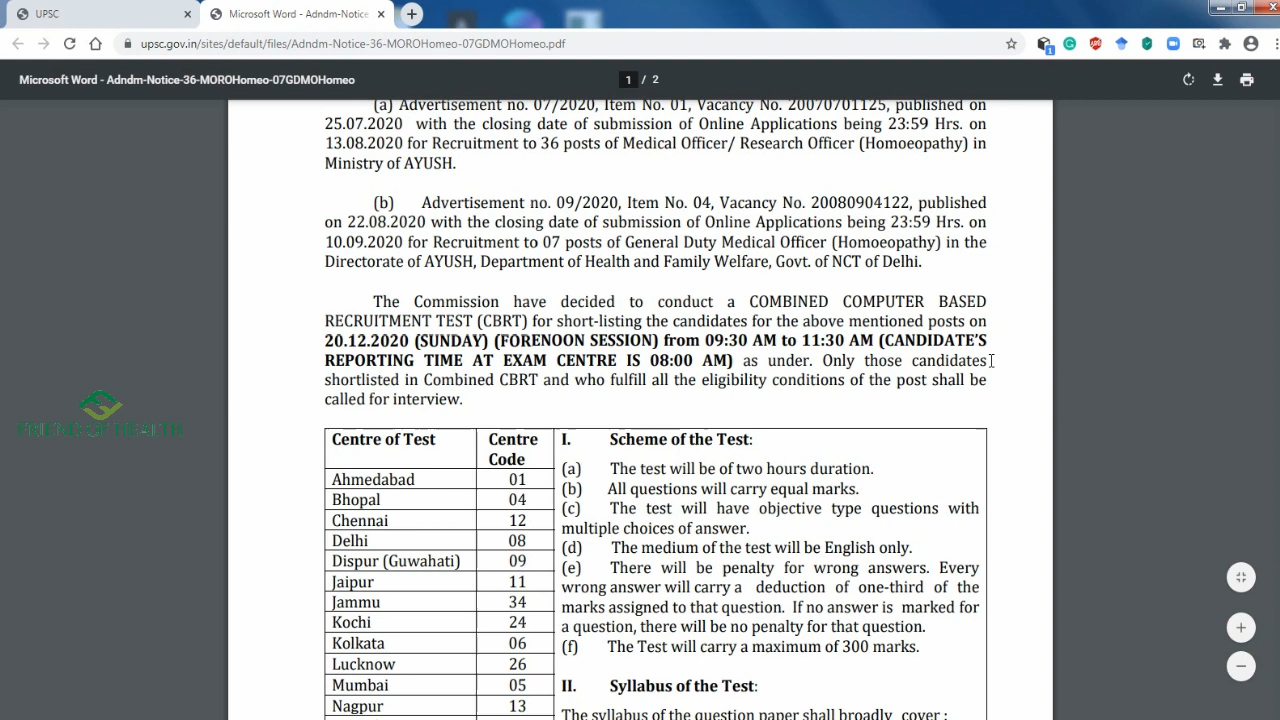 UPSC
Microsoft Word - Adndm-Notice
upsc.gov.in/sites/default/files/Adndm-Notice-36-MOROHomeo-07GDMOHomeo.pdf
Microsoft Word - Adndm-Notice-36-MOROHomeo-07GDMOHomeo
1 / 2
(a) Advertisement no. 07/2020, Item No. 01, Vacancy No. 20070701125, published on
25.07.2020 with the closing date of submission of Online Applications being 23:59 Hrs. on
13.08.2020 for Recruitment to 36 posts of Medical Officer/ Research Officer (Homoeopathy) in
Ministry of AYUSH.
(b) Advertisement no. 09/2020, Item No. 04, Vacancy No. 20080904122, published
on 22.08.2020 with the closing date of submission of Online Applications being 23:59 Hrs. on
10.09.2020 for Recruitment to 07 posts of General Duty Medical Officer (Homoeopathy) in the
Directorate of AYUSH, Department of Health and Family Welfare, Govt. of NCT of Delhi.
The Commission have decided to conduct a COMBINED COMPUTER BASED
RECRUITMENT TEST (CBRT) for short-listing the candidates for the above mentioned posts on
20.12.2020 (SUNDAY) (FORENOON SESSION) from 09:30 AM to 11:30 AM (CANDIDATE'S
REPORTING TIME AT EXAM CENTRE IS 08:00 AM) as under. Only those candidates
shortlisted in Combined CBRT and who fulfill all the eligibility conditions of the post shall be
called for interview.
FRIEND OF HEALTH
Centre of Test
Centre
Code
Ahmedabad 01
Bhopal 04
Chennai 12
Delhi 08
Dispur (Guwahati) 09
Jaipur 11
Jammu 34
Kochi 24
Kolkata 06
Lucknow 26
Mumbai 05
Nagpur 13
I. Scheme of the Test:
(a) The test will be of two hours duration.
(b) All questions will carry equal marks.
(c) The test will have objective type questions with
multiple choices of answer.
(d) The medium of the test will be English only.
(e) There will be penalty for wrong answers. Every
wrong answer will carry a deduction of one-third of the
marks assigned to that question. If no answer is marked for
a question, there will be no penalty for that question.
(f) The Test will carry a maximum of 300 marks.
II. Syllabus of the Test:
The syllabus of the question paper shall broadly cover :